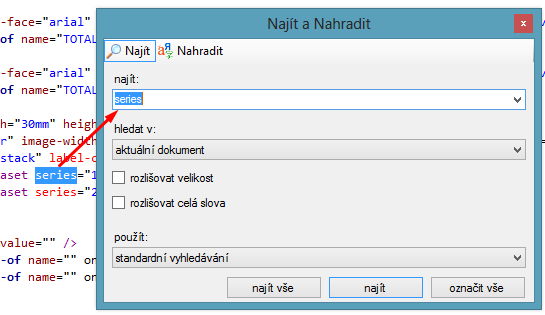 -face="arial"
of name="TOTAL
-face="arial"
of name="TOTAL
h="30mm" heigh
r" image-width
stack" label-c
aset series="1
aset series="2
value="" />
-of name="" on
-of name="" on
Najít a Nahradit
x
Najít
Nahradit
najít:
series
hledat v:
aktuální dokument
rozlišovat velikost
rozlišovat celá slova
použít:
standardní vyhledávání
najít vše
najít
označit vše